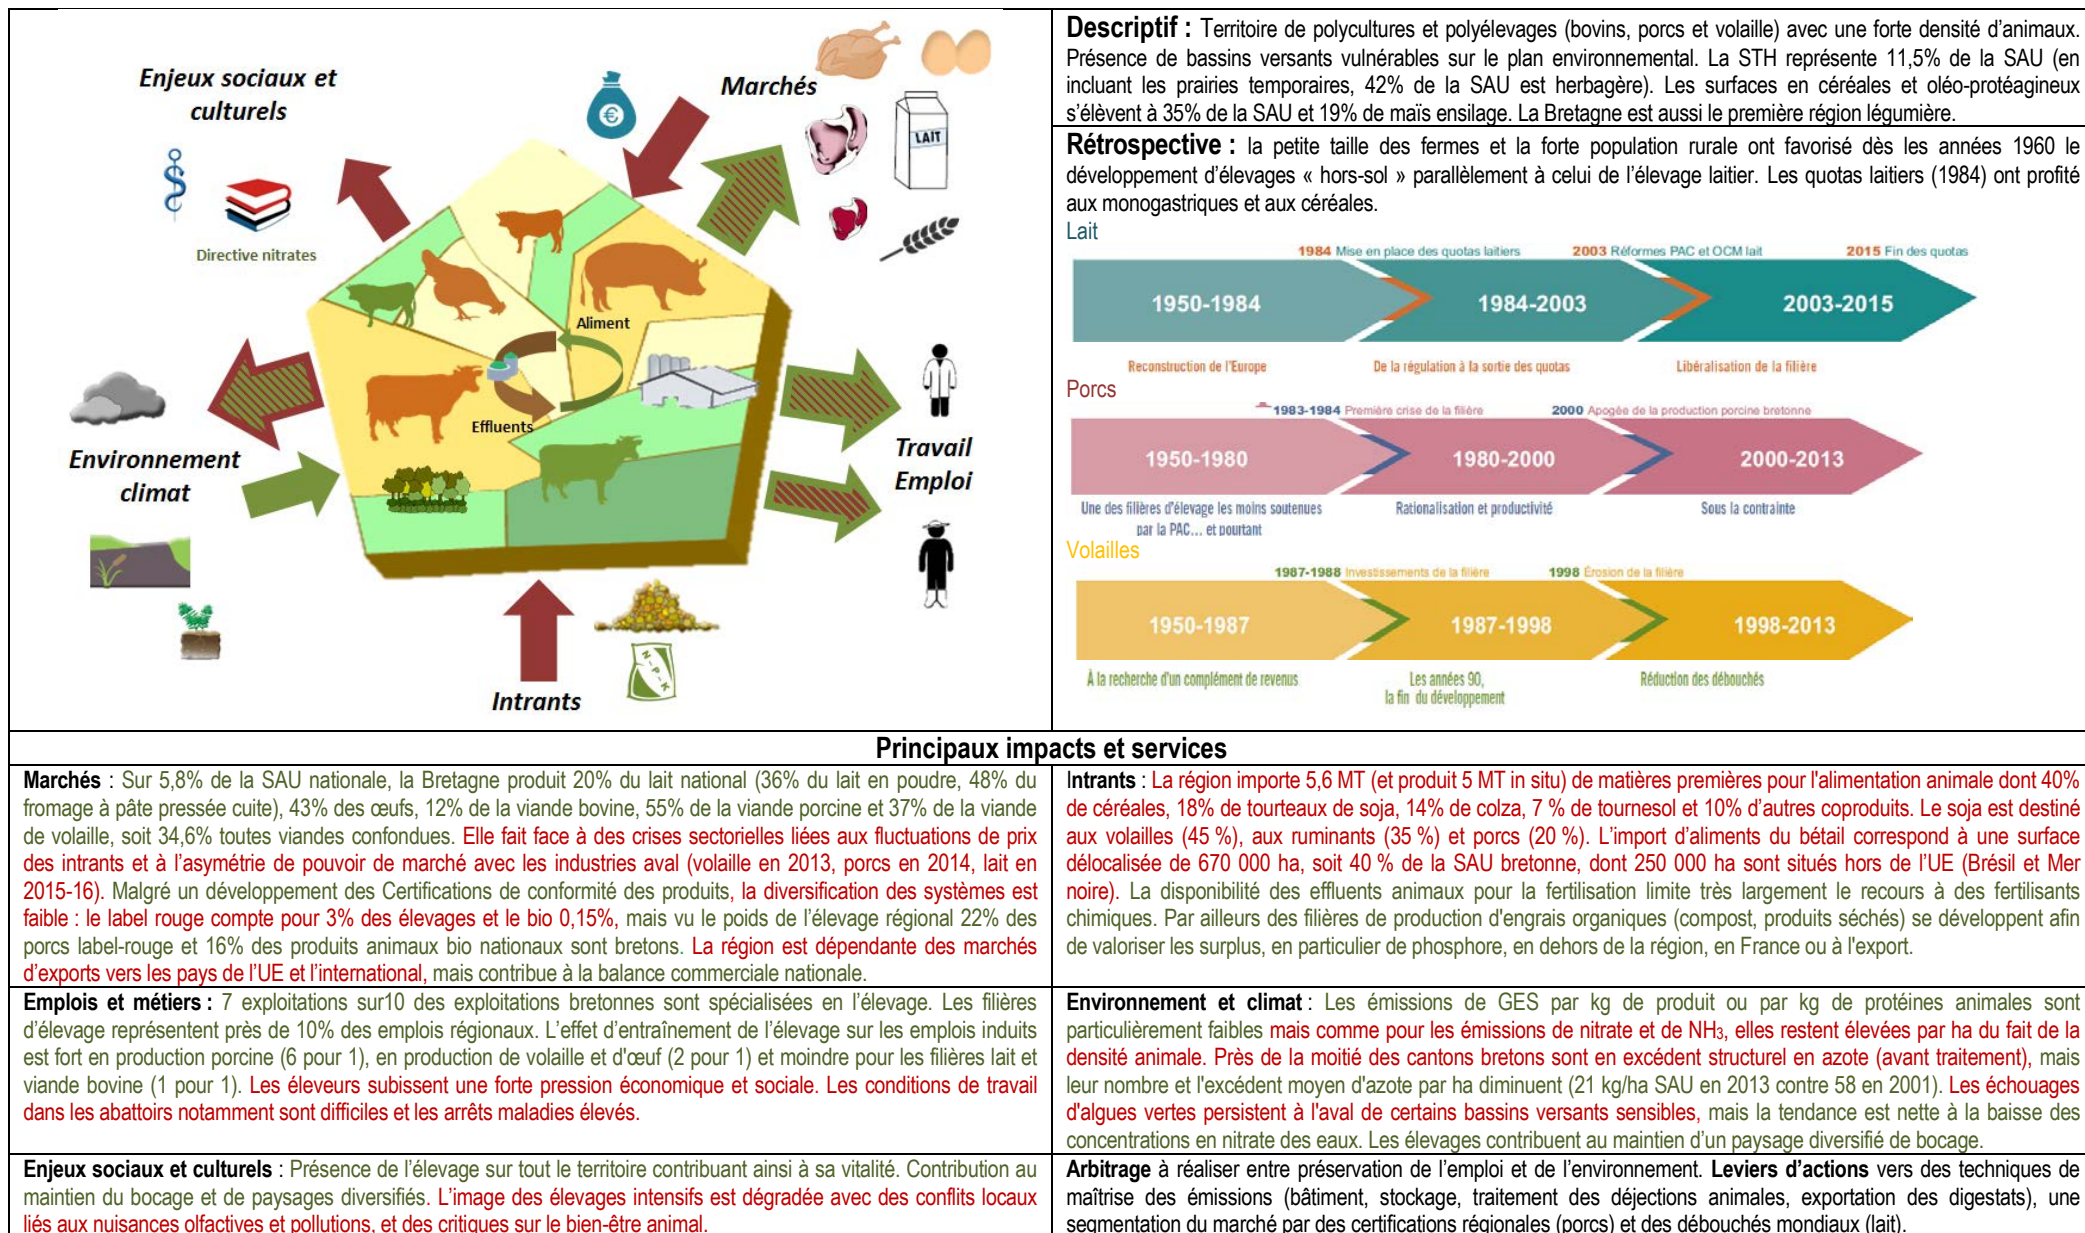 Enjeux sociaux et
culturels
Directive nitrates
Marchés
€
LAIT
Aliment
Effluents
Environnement
climat
Travail
Emploi
Intrants
N-P-K
Descriptif : Territoire de polycultures et polyélevages (bovins, porcs et volaille) avec une forte densité d'animaux.
Présence de bassins versants vulnérables sur le plan environnemental. La STH représente 11,5% de la SAU (en
incluant les prairies temporaires, 42% de la SAU est herbagère). Les surfaces en céréales et oléo-protéagineux
s'élèvent à 35% de la SAU et 19% de maïs ensilage. La Bretagne est aussi le première région légumière.
Rétrospective : la petite taille des fermes et la forte population rurale ont favorisé dès les années 1960 le
développement d'élevages « hors-sol » parallèlement à celui de l'élevage laitier. Les quotas laitiers (1984) ont profité
aux monogastriques et aux céréales.
Lait
1984 Mise en place des quotas laitiers 2003 Réformes PAC et OCM lait 2015 Fin des quotas
1950-1984 1984-2003 2003-2015
Reconstruction de l'Europe De la régulation à la sortie des quotas Libéralisation de la filière
Porcs
1983-1984 Première crise de la filière 2000 Apogée de la production porcine bretonne
1950-1980 1980-2000 2000-2013
Une des filières d'élevage les moins soutenues Rationalisation et productivité Sous la contrainte
par la PAC... et pourtant
Volailles
1987-1988 Investissements de la filière 1998 Érosion de la filière
1950-1987 1987-1998 1998-2013
À la recherche d'un complément de revenus Les années 90, Réduction des débouchés
la fin du développement
Principaux impacts et services
Marchés : Sur 5,8% de la SAU nationale, la Bretagne produit 20% du lait national (36% du lait en poudre, 48% du
fromage à pâte pressée cuite), 43% des œufs, 12% de la viande bovine, 55% de la viande porcine et 37% de la viande
de volaille, soit 34,6% toutes viandes confondues. Elle fait face à des crises sectorielles liées aux fluctuations de prix
des intrants et à l'asymétrie de pouvoir de marché avec les industries aval (volaille en 2013, porcs en 2014, lait en
2015-16). Malgré un développement des Certifications de conformité des produits, la diversification des systèmes est
faible : le label rouge compte pour 3% des élevages et le bio 0,15%, mais vu le poids de l'élevage régional 22% des
porcs label-rouge et 16% des produits animaux bio nationaux sont bretons. La région est dépendante des marchés
d'exports vers les pays de l'UE et l'international, mais contribue à la balance commerciale nationale.
Intrants : La région importe 5,6 MT (et produit 5 MT in situ) de matières premières pour l'alimentation animale dont 40%
de céréales, 18% de tourteaux de soja, 14% de colza, 7 % de tournesol et 10% d'autres coproduits. Le soja est destiné
aux volailles (45 %), aux ruminants (35 %) et porcs (20 %). L'import d'aliments du bétail correspond à une surface
délocalisée de 670 000 ha, soit 40 % de la SAU bretonne, dont 250 000 ha sont situés hors de l'UE (Brésil et Mer
noire). La disponibilité des effluents animaux pour la fertilisation limite très largement le recours à des fertilisants
chimiques. Par ailleurs des filières de production d'engrais organiques (compost, produits séchés) se développent afin
de valoriser les surplus, en particulier de phosphore, en dehors de la région, en France ou à l'export.
Emplois et métiers : 7 exploitations sur10 des exploitations bretonnes sont spécialisées en l'élevage. Les filières
d'élevage représentent près de 10% des emplois régionaux. L'effet d'entraînement de l'élevage sur les emplois induits
est fort en production porcine (6 pour 1), en production de volaille et d'œuf (2 pour 1) et moindre pour les filières lait et
viande bovine (1 pour 1). Les éleveurs subissent une forte pression économique et sociale. Les conditions de travail
dans les abattoirs notamment sont difficiles et les arrêts maladies élevés.
Environnement et climat : Les émissions de GES par kg de produit ou par kg de protéines animales sont
particulièrement faibles mais comme pour les émissions de nitrate et de NH3, elles restent élevées par ha du fait de la
densité animale. Près de la moitié des cantons bretons sont en excédent structurel en azote (avant traitement), mais
leur nombre et l'excédent moyen d'azote par ha diminuent (21 kg/ha SAU en 2013 contre 58 en 2001). Les échouages
d'algues vertes persistent à l'aval de certains bassins versants sensibles, mais la tendance est nette à la baisse des
concentrations en nitrate des eaux. Les élevages contribuent au maintien d'un paysage diversifié de bocage.
Enjeux sociaux et culturels : Présence de l'élevage sur tout le territoire contribuant ainsi à sa vitalité. Contribution au
maintien du bocage et de paysages diversifiés. L'image des élevages intensifs est dégradée avec des conflits locaux
liés aux nuisances olfactives et pollutions, et des critiques sur le bien-être animal.
Arbitrage à réaliser entre préservation de l'emploi et de l'environnement. Leviers d'actions vers des techniques de
maîtrise des émissions (bâtiment, stockage, traitement des déjections animales, exportation des digestats), une
segmentation du marché par des certifications régionales (porcs) et des débouchés mondiaux (lait).